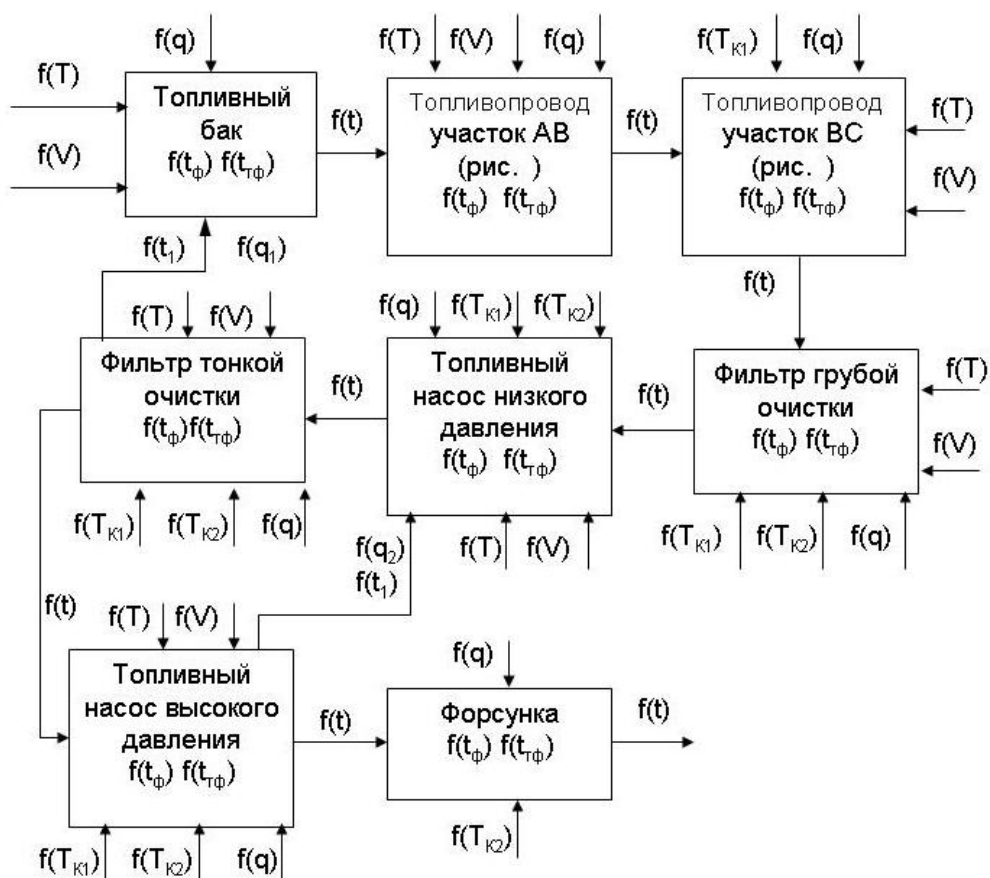 f(q)
f(T)
f(V)
Топливный
бак
f(tф) f(tтф)
f(t)
f(T) f(V) f(q)
Топливопровод
участок АВ
(рис. )
f(tф) f(tтф)
f(t)
f(TК1) f(q)
Топливопровод
участок ВС
(рис. )
f(tф) f(tтф)
f(T)
f(V)
f(t)
f(t1) f(q1)
f(T) f(V)
Фильтр тонкой
очистки
f(tф)f(tтф)
f(TК1) f(TК2) f(q)
f(t)
f(q) f(TК1) f(TК2)
Топливный
насос низкого
давления
f(tф) f(tтф)
f(q2)
f(t1)
f(T) f(V)
f(t)
Фильтр грубой
очистки
f(tф) f(tтф)
f(T)
f(V)
f(TК1) f(TК2) f(q)
f(t)
f(T) f(V)
Топливный
насос высокого
давления
f(tф) f(tтф)
f(TК1) f(TК2) f(q)
f(t)
f(q)
Форсунка
f(tф) f(tтф)
f(TК2)
f(t)